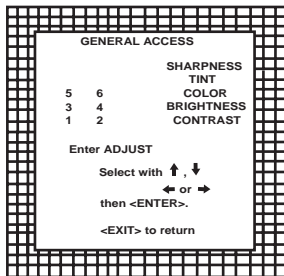 GENERAL ACCESS
SHARPNESS
TINT
5 6 COLOR
3 4 BRIGHTNESS
1 2 CONTRAST
Enter ADJUST
Select with ↑ , ↓
← or →
then <ENTER>.
<EXIT> to return